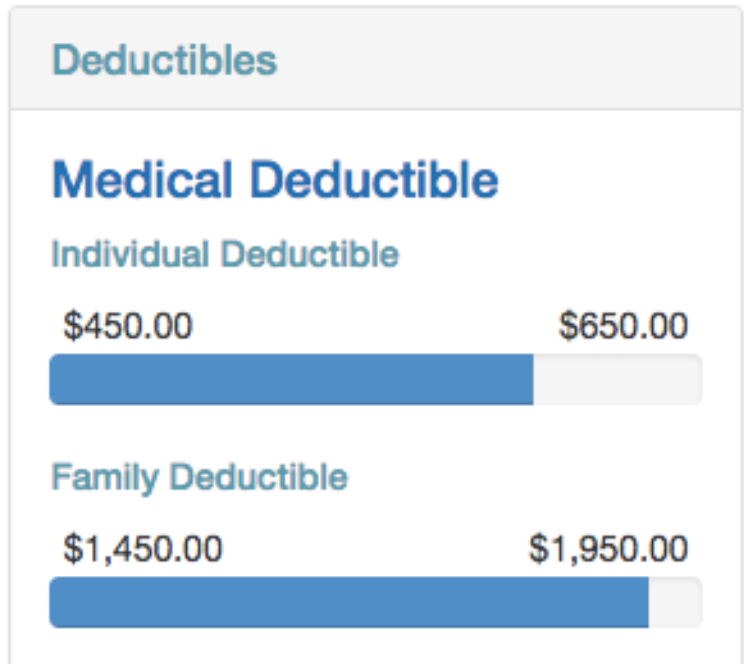 Deductibles
Medical Deductible
Individual Deductible
$450.00 $650.00
Family Deductible
$1,450.00 $1,950.00